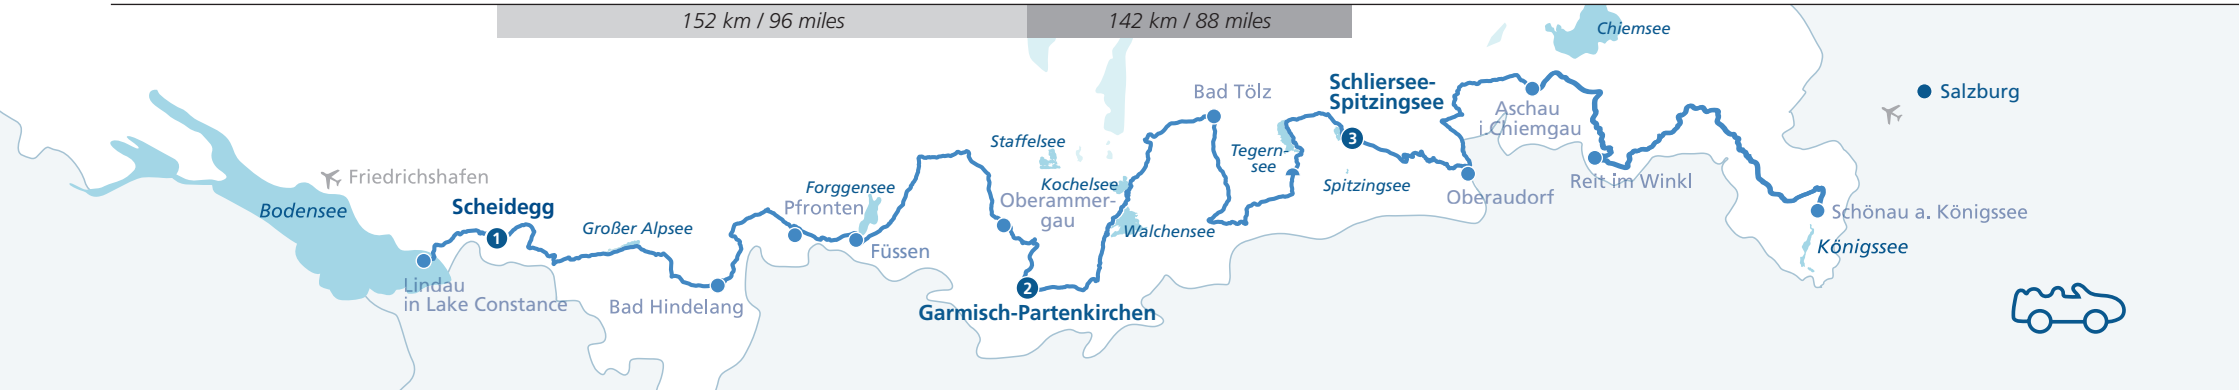 152 km / 96 miles
142 km / 88 miles
Chiemsee
Schliersee-
Spitzingsee
Bad Tölz
Salzburg
Aschau
i.Chiemgau
3
Staffelsee
Tegern-
see
Friedrichshafen
Forggensee
Kochelsee
Spitzingsee
Reit im Winkl
Oberaudorf
Pfronten
Oberammer-
gau
Bodensee
Scheidegg
1
Großer Alpsee
Walchensee
Schönau a. Königssee
Königssee
Füssen
Lindau
in Lake Constance
Bad Hindelang
2
Garmisch-Partenkirchen